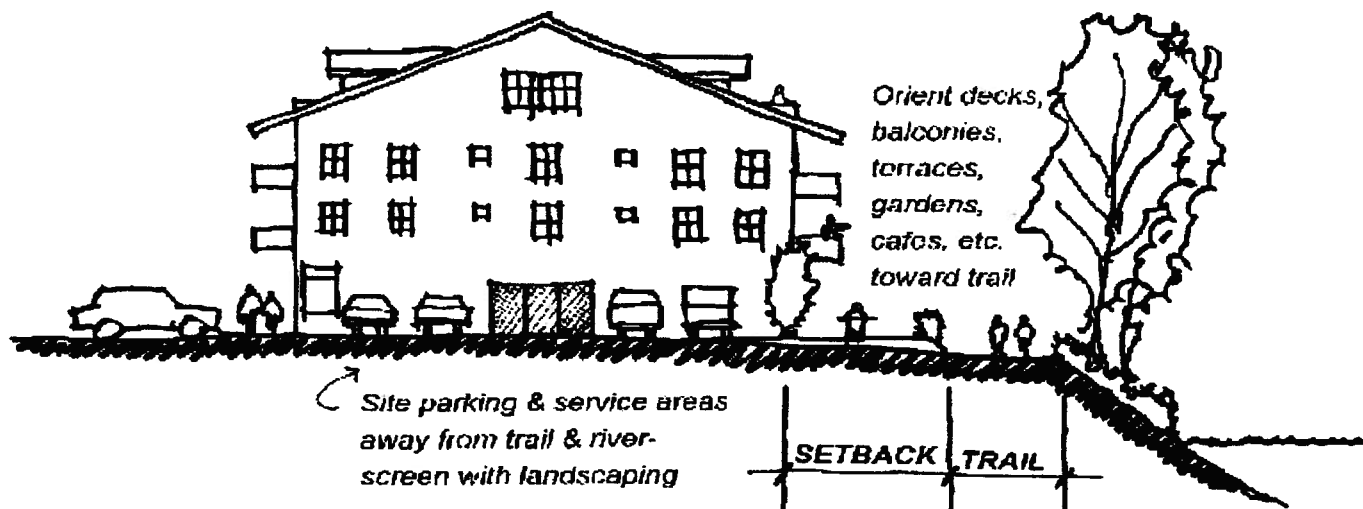 Orient decks,
balconies,
terraces,
gardens,
cafes, etc.
toward trail
Site parking & service areas
away from trail & river-
screen with landscaping
SETBACK
TRAIL